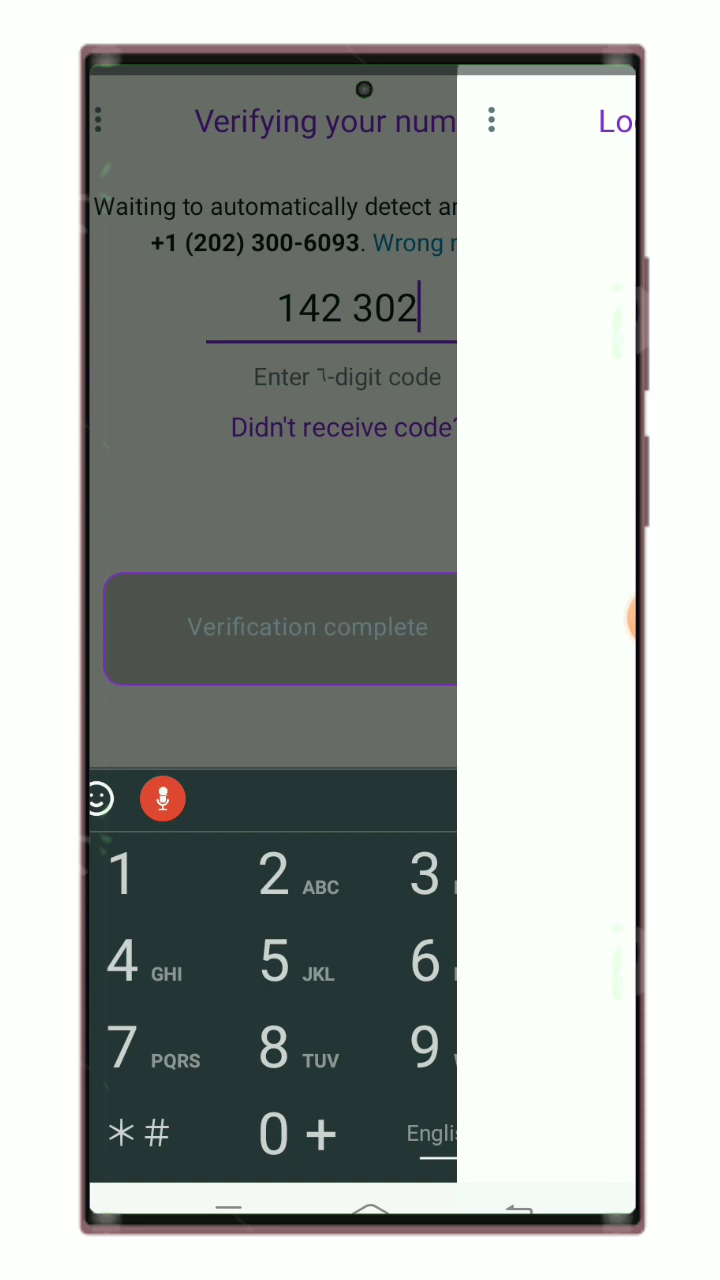 Verifying your num
Lo
Waiting to automatically detect ar
+1 (202) 300-6093. Wrong
142 302
Enter ٦-digit code
Didn't receive code?
Verification complete
1
2 ABC
3
4 GHI
5 JKL
6
7 PQRS
8 TUV
9
*#
0 +
Englis